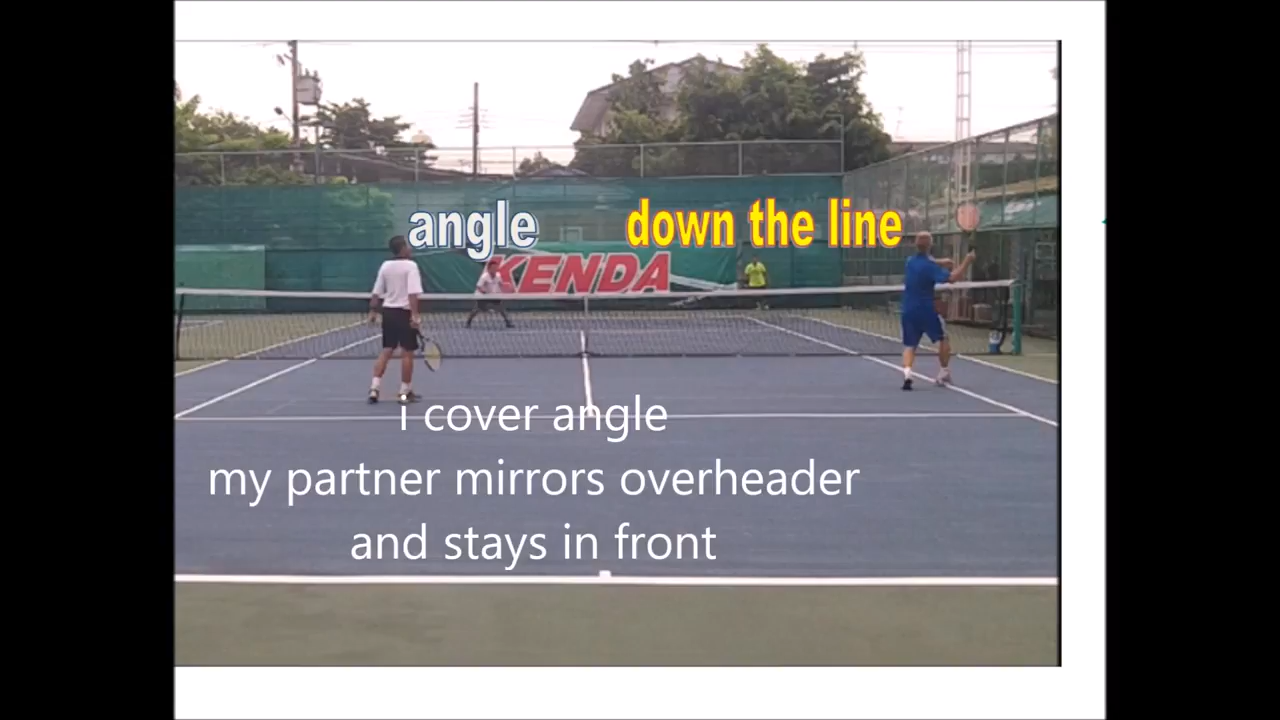 angle down the line
KENDA
i cover angle
my partner mirrors overheader
and stays in front